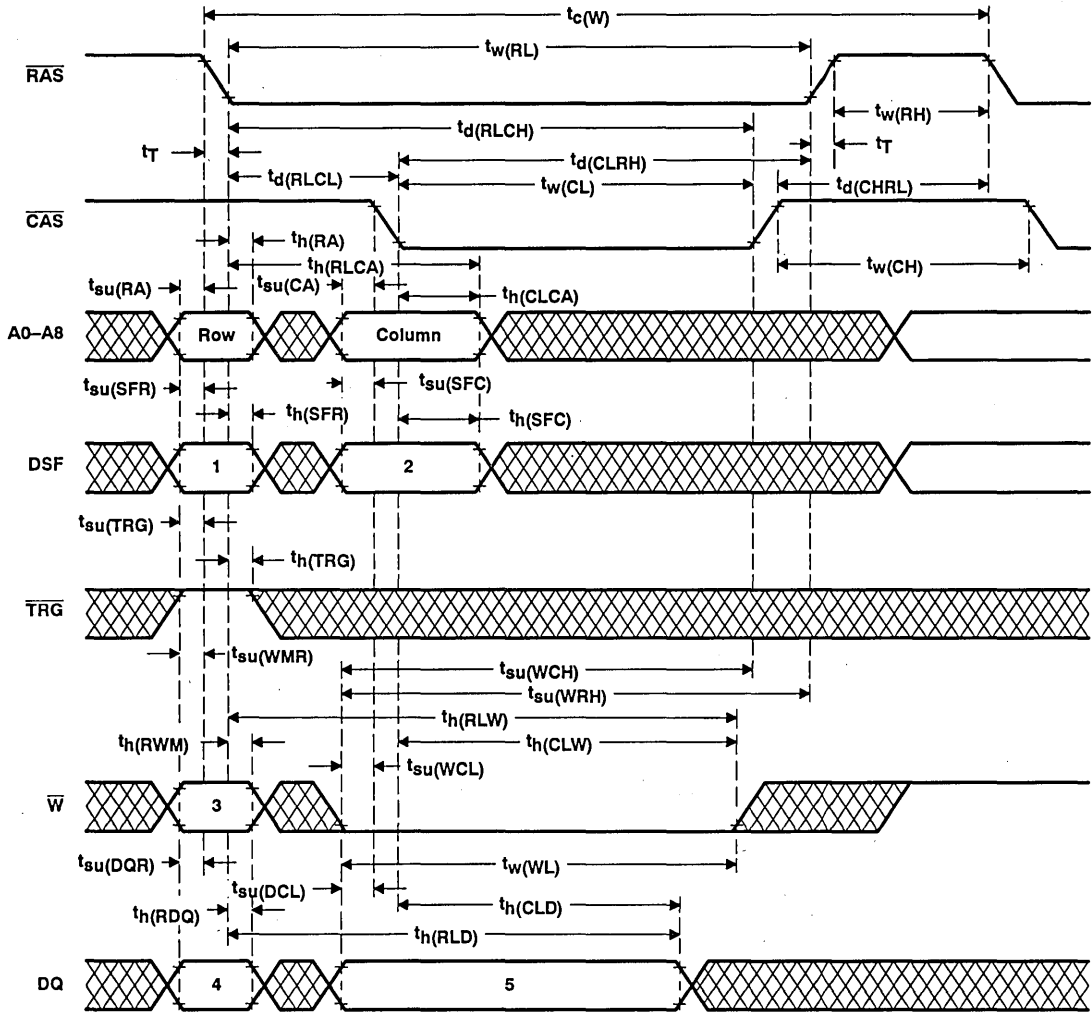 tc(W)
tw(RL)
RAS
tw(RH)
td(RLCH)
tT
tT
td(CLRH)
td(RLCL)
tw(CL)
td(CHRL)
CAS
th(RA)
th(RLCA)
tw(CH)
tsu(RA)
tsu(CA)
th(CLCA)
A0–A8
Row
Column
tsu(SFR)
tsu(SFC)
th(SFR)
th(SFC)
DSF
1
2
tsu(TRG)
th(TRG)
TRG
tsu(WMR)
tsu(WCH)
tsu(WRH)
th(RLW)
th(RWM)
th(CLW)
tsu(WCL)
W
3
tsu(DQR)
tw(WL)
tsu(DCL)
th(CLD)
th(RDQ)
th(RLD)
DQ
4
5